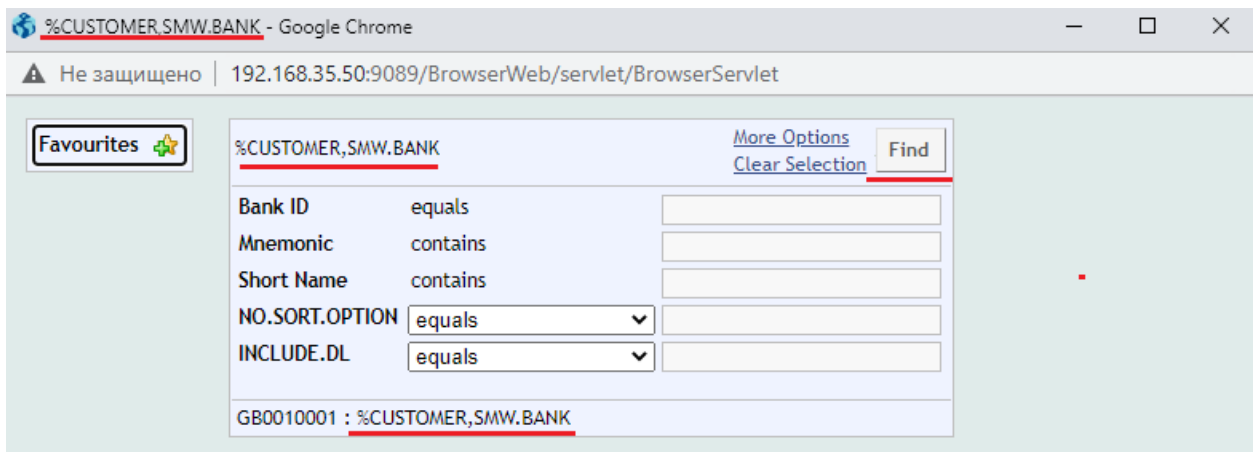 %CUSTOMER,SMW.BANK - Google Chrome
Не защищено | 192.168.35.50:9089/BrowserWeb/servlet/BrowserServlet
Favourites
%CUSTOMER,SMW.BANK
More Options
Clear Selection
Find
Bank ID equals
Mnemonic contains
Short Name contains
NO.SORT.OPTION equals
INCLUDE.DL equals
GB0010001 : %CUSTOMER,SMW.BANK